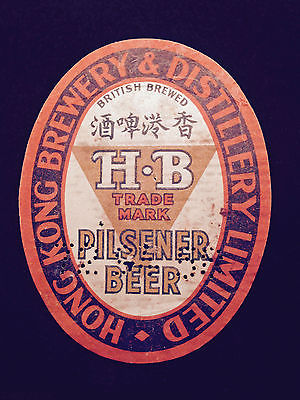 HONG KONG BREWERY & DISTILLERY LIMITED
BRITISH BREWED
酒啤港香
H·B
TRADE
MARK
PILSENER
BEER